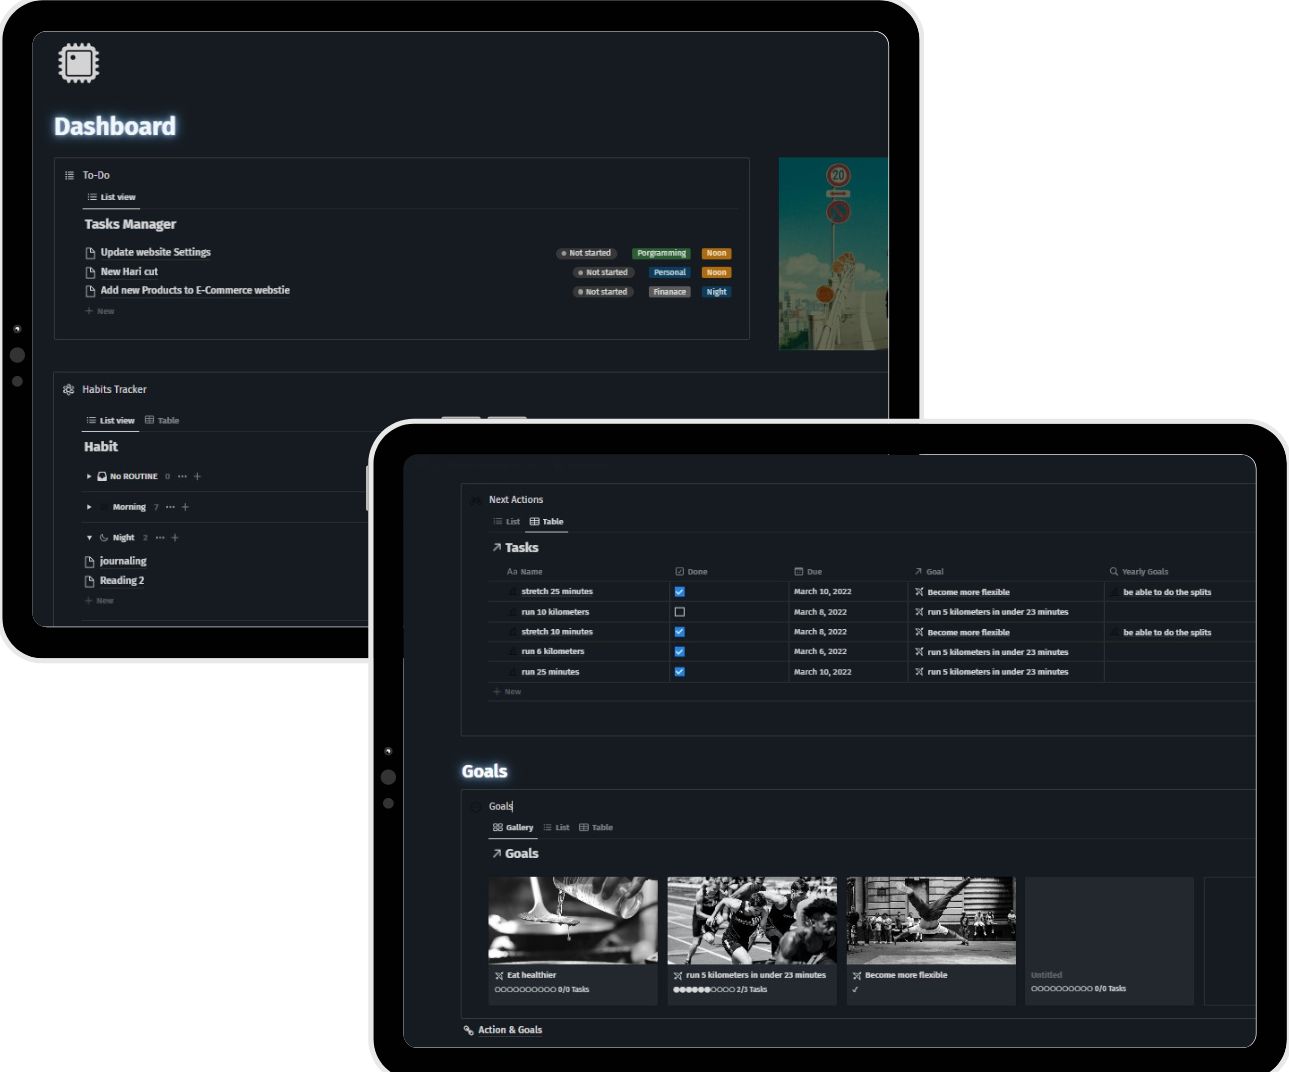 Dashboard
To-Do
List view
Tasks Manager
Update website Settings Not started Porgramming Noon
New Hari cut Not started Personal Noon
Add new Products to E-Commerce webstie Not started Finanace Night
+ New
20
Habits Tracker
List view Table
Habit
No ROUTINE 0 ••• +
Morning 7 ••• +
Night 2 ••• +
journaling
Reading 2
+ New
Next Actions
List Table
Tasks
Aa Name Done Due Goal Yearly Goals
stretch 25 minutes March 10, 2022 Become more flexible be able to do the splits
run 10 kilometers March 8, 2022 run 5 kilometers in under 23 minutes
stretch 10 minutes March 8, 2022 Become more flexible be able to do the splits
run 6 kilometers March 6, 2022 run 5 kilometers in under 23 minutes
run 25 minutes March 10, 2022 run 5 kilometers in under 23 minutes
+ New
Goals
Goals
Gallery List Table
Goals
Eat healthier
0/0 Tasks
run 5 kilometers in under 23 minutes
2/3 Tasks
Become more flexible
✓
Untitled
0/0 Tasks
Action & Goals